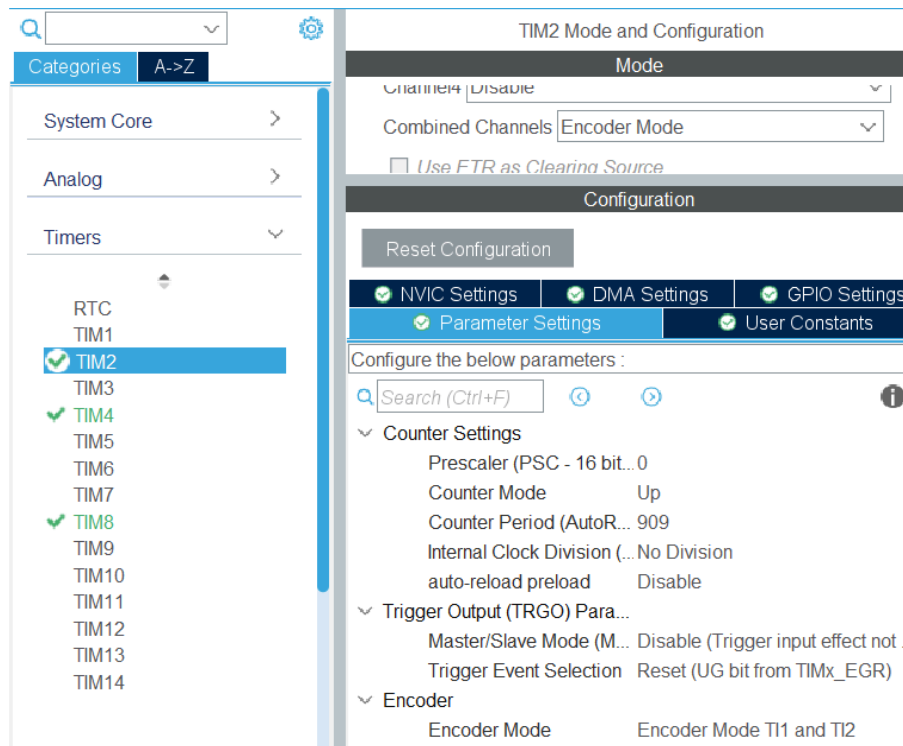 TIM2 Mode and Configuration
Categories A->Z
Mode
Channel4 Disable
System Core
Combined Channels Encoder Mode
Use ETR as Clearing Source
Analog
Configuration
Timers
Reset Configuration
NVIC Settings DMA Settings GPIO Settings
Parameter Settings User Constants
Configure the below parameters :
Search (Ctrl+F)
RTC
TIM1
TIM2
TIM3
TIM4
TIM5
TIM6
TIM7
TIM8
TIM9
TIM10
TIM11
TIM12
TIM13
TIM14
Counter Settings
Prescaler (PSC - 16 bit... 0
Counter Mode Up
Counter Period (AutoR... 909
Internal Clock Division (... No Division
auto-reload preload Disable
Trigger Output (TRGO) Para...
Master/Slave Mode (M... Disable (Trigger input effect not .
Trigger Event Selection Reset (UG bit from TIMx_EGR)
Encoder
Encoder Mode Encoder Mode TI1 and TI2